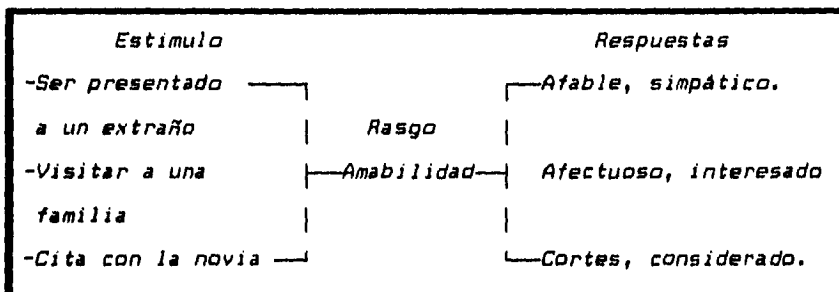 Estimulo Respuestas
-Ser presentado Afable, simpático.
a un extraño Rasgo
-Visitar a una Amabilidad Afectuoso, interesado
familia
-Cita con la novia Cortes, considerado.